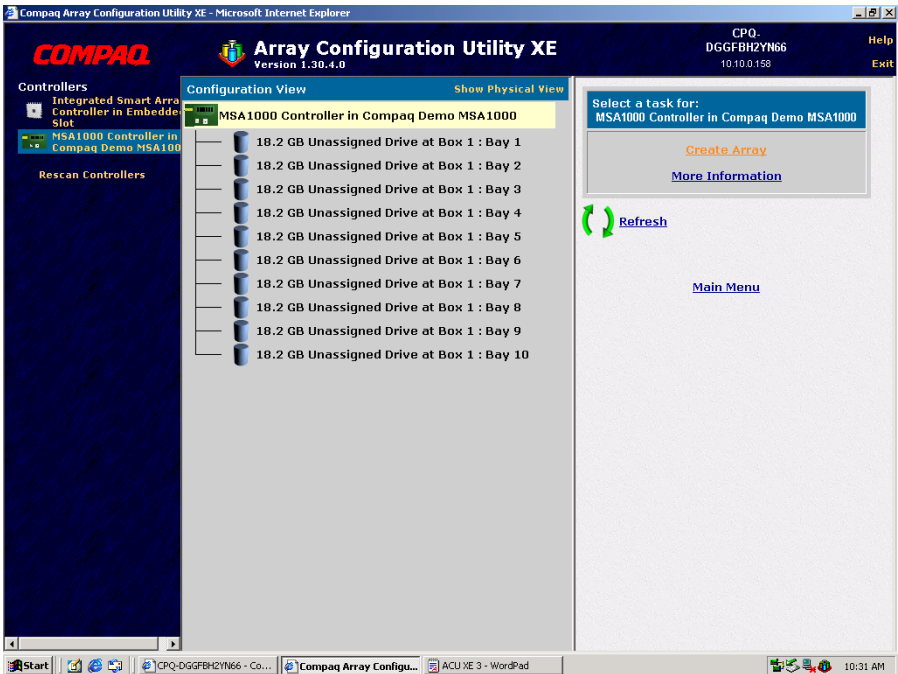 Compaq Array Configuration Utility XE - Microsoft Internet Explorer
COMPAQ
Array Configuration Utility XE
Version 1.30.4.0
CPQ-
DGGFBH2YN66
10.10.0.158
Help
Exit
Controllers
Integrated Smart Arra
Controller in Embedde
Slot
MSA1000 Controller in
Compaq Demo MSA100
Rescan Controllers
Configuration View
Show Physical View
MSA1000 Controller in Compaq Demo MSA1000
18.2 GB Unassigned Drive at Box 1 : Bay 1
18.2 GB Unassigned Drive at Box 1 : Bay 2
18.2 GB Unassigned Drive at Box 1 : Bay 3
18.2 GB Unassigned Drive at Box 1 : Bay 4
18.2 GB Unassigned Drive at Box 1 : Bay 5
18.2 GB Unassigned Drive at Box 1 : Bay 6
18.2 GB Unassigned Drive at Box 1 : Bay 7
18.2 GB Unassigned Drive at Box 1 : Bay 8
18.2 GB Unassigned Drive at Box 1 : Bay 9
18.2 GB Unassigned Drive at Box 1 : Bay 10
Select a task for:
MSA1000 Controller in Compaq Demo MSA1000
Create Array
More Information
Refresh
Main Menu
Start
CPQ-DGGFBH2YN66 - Co...
Compaq Array Configu...
ACU XE 3 - WordPad
10:31 AM